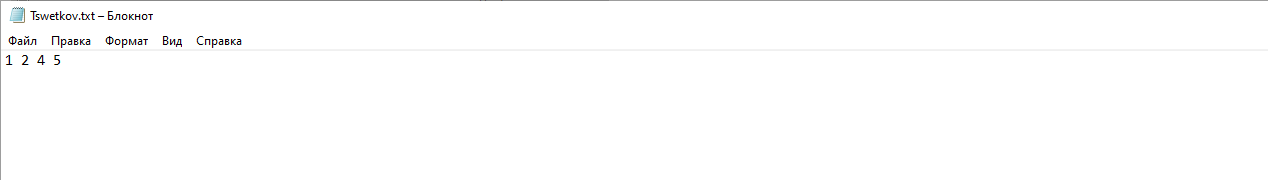 Tswetkov.txt – Блокнот
Файл Правка Формат Вид Справка
1 2 4 5